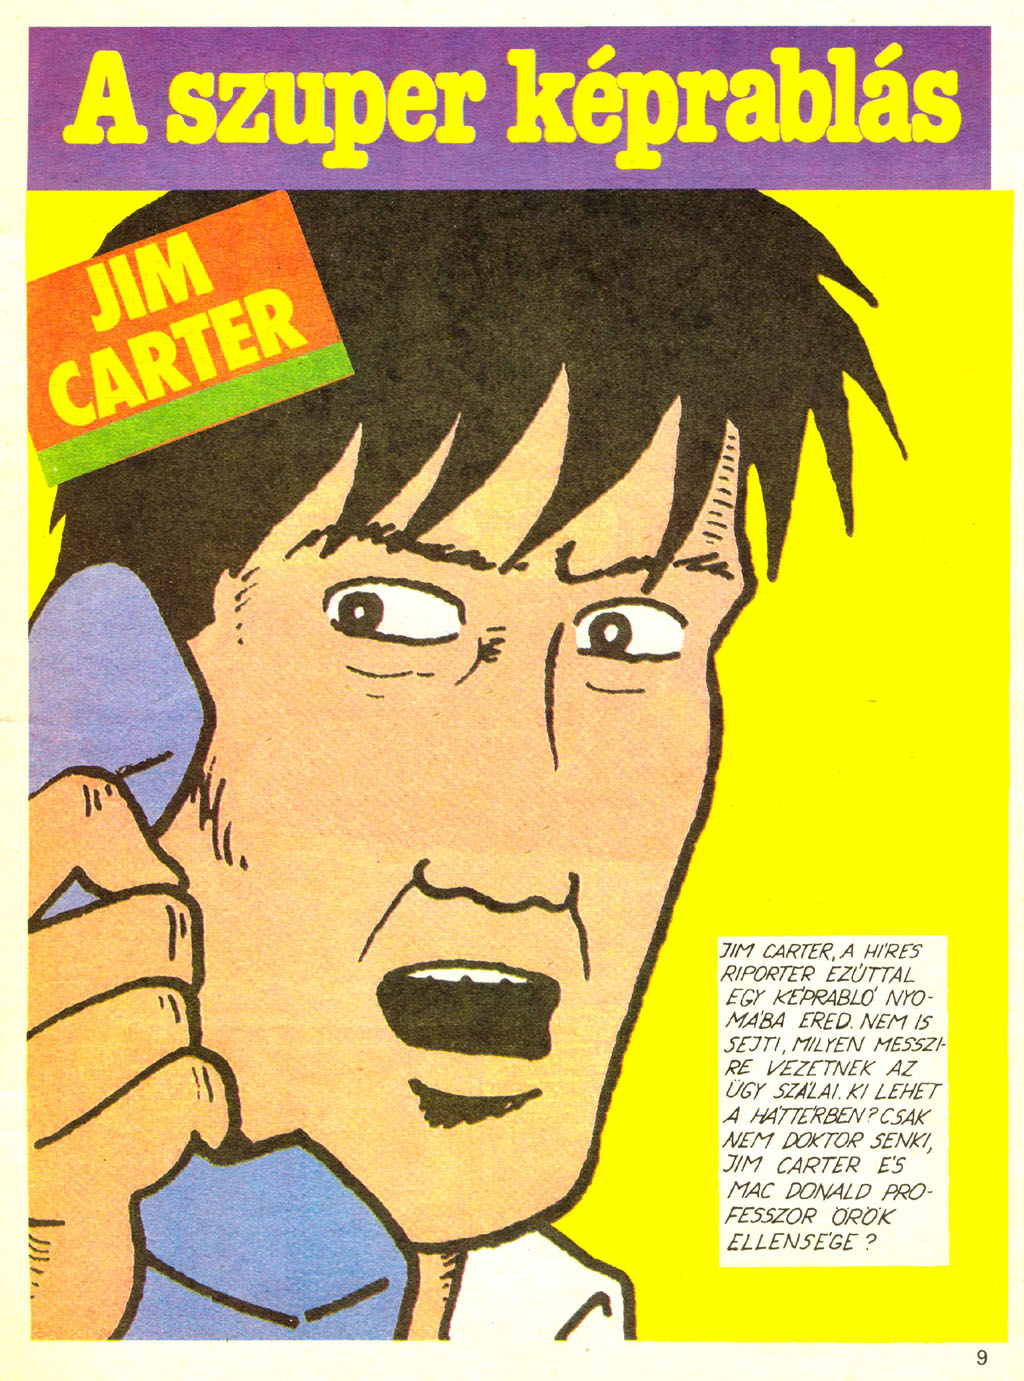 A szuper képrablás
JIM
CARTER
JIM CARTER, A HÍRES
RIPORTER EZÚTTAL
EGY KÉPRABLÓ NYO-
MÁBA ERED. NEM IS
SEJTI, MILYEN MESSZI-
RE VEZETNEK AZ
ÜGY SZÁLAI. KI LEHET
A HÁTTÉRBEN? CSAK
NEM DOKTOR SENKI,
JIM CARTER ÉS
MAC DONALD PRO-
FESSZOR ÖRÖK
ELLENSÉGE?
9